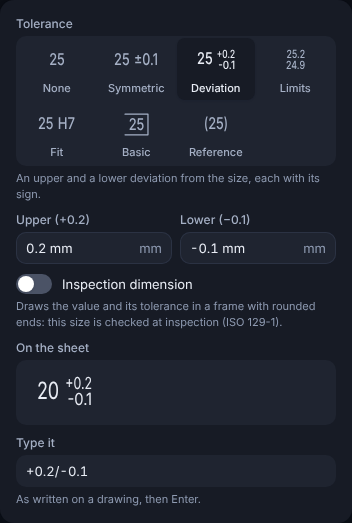 Tolerance
25 25 ±0.1 25 +0.2 -0.1 25.2 24.9
None Symmetric Deviation Limits
25 H7 25 (25)
Fit Basic Reference
An upper and a lower deviation from the size, each with its
sign.
Upper (+0.2) Lower (−0.1)
0.2 mm mm -0.1 mm mm
Inspection dimension
Draws the value and its tolerance in a frame with rounded
ends: this size is checked at inspection (ISO 129-1).
On the sheet
20 +0.2 -0.1
Type it
+0.2/-0.1
As written on a drawing, then Enter.